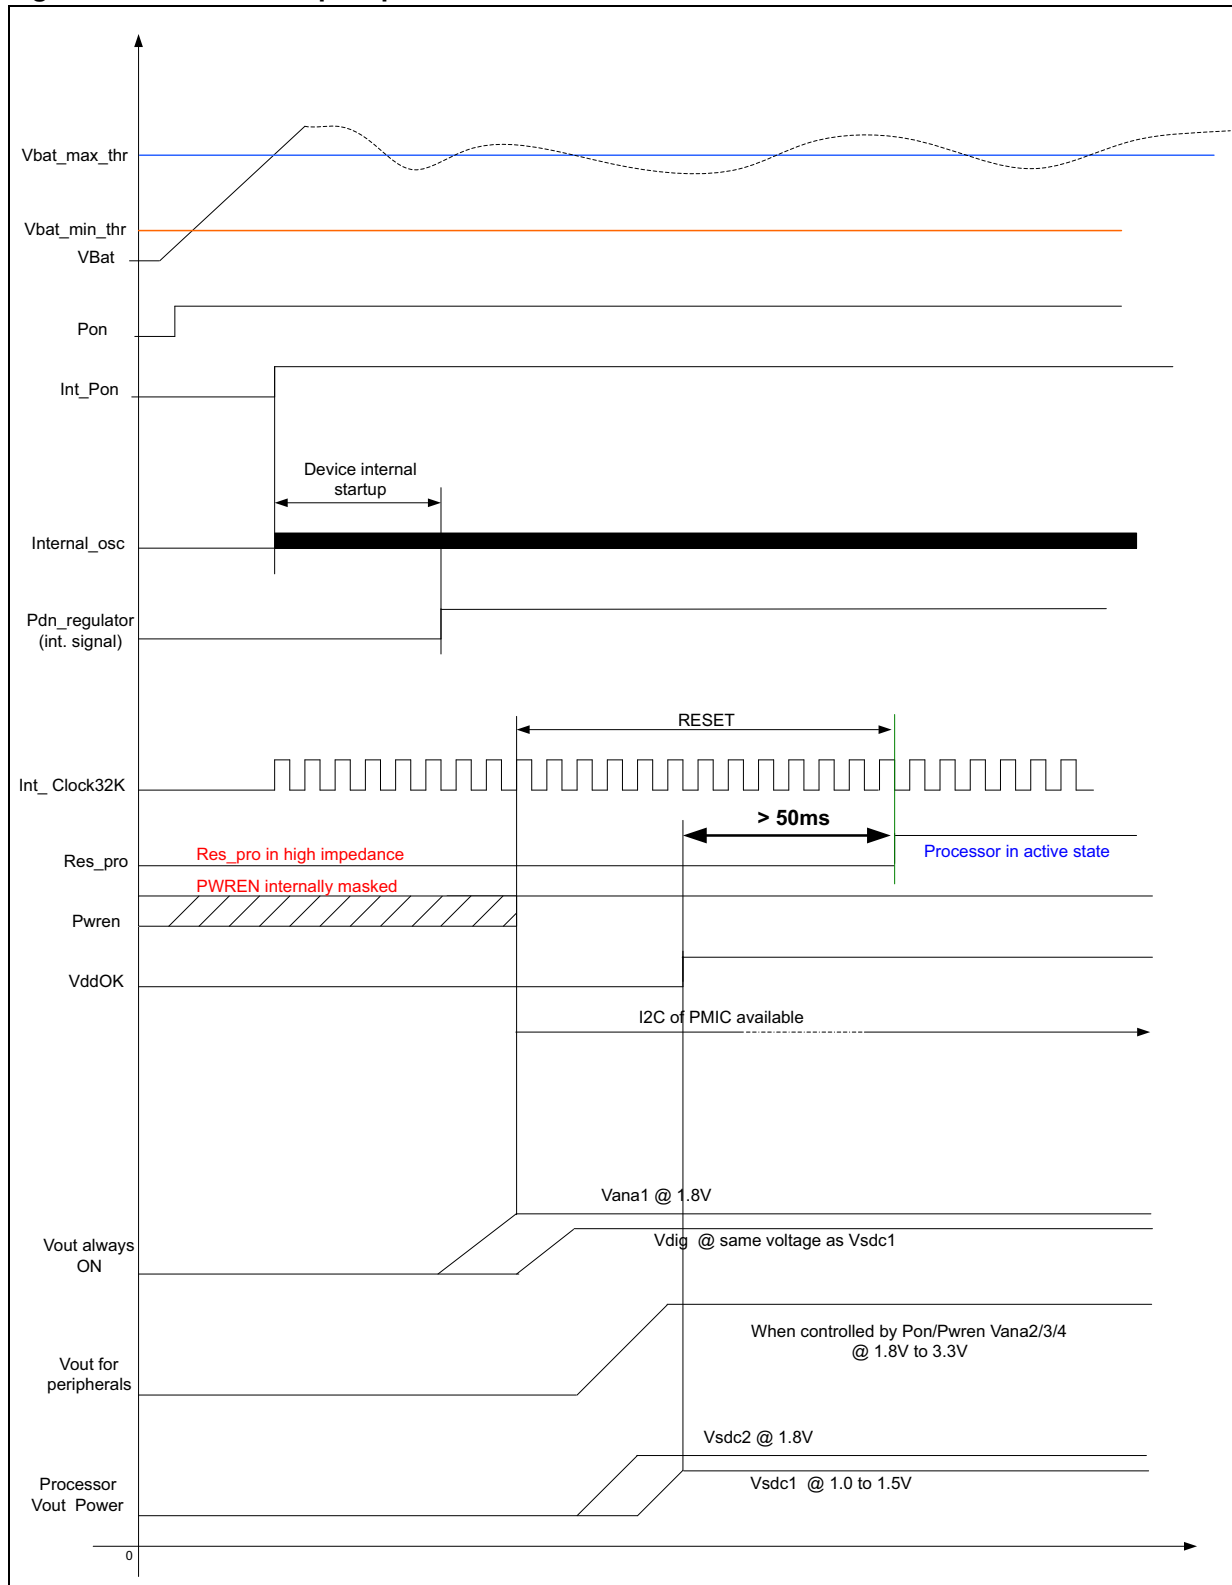 Vbat_max_thr
Vbat_min_thr
VBat
Pon
Int_Pon
Device internal
startup
Internal_osc
Pdn_regulator
(int. signal)
RESET
Int_ Clock32K
> 50ms
Res_pro in high impedance
Processor in active state
Res_pro
PWREN internally masked
Pwren
VddOK
I2C of PMIC available
Vana1 @ 1.8V
Vdig @ same voltage as Vsdc1
Vout always
ON
When controlled by Pon/Pwren Vana2/3/4
@ 1.8V to 3.3V
Vout for
peripherals
Vsdc2 @ 1.8V
Vsdc1 @ 1.0 to 1.5V
Processor
Vout Power
0